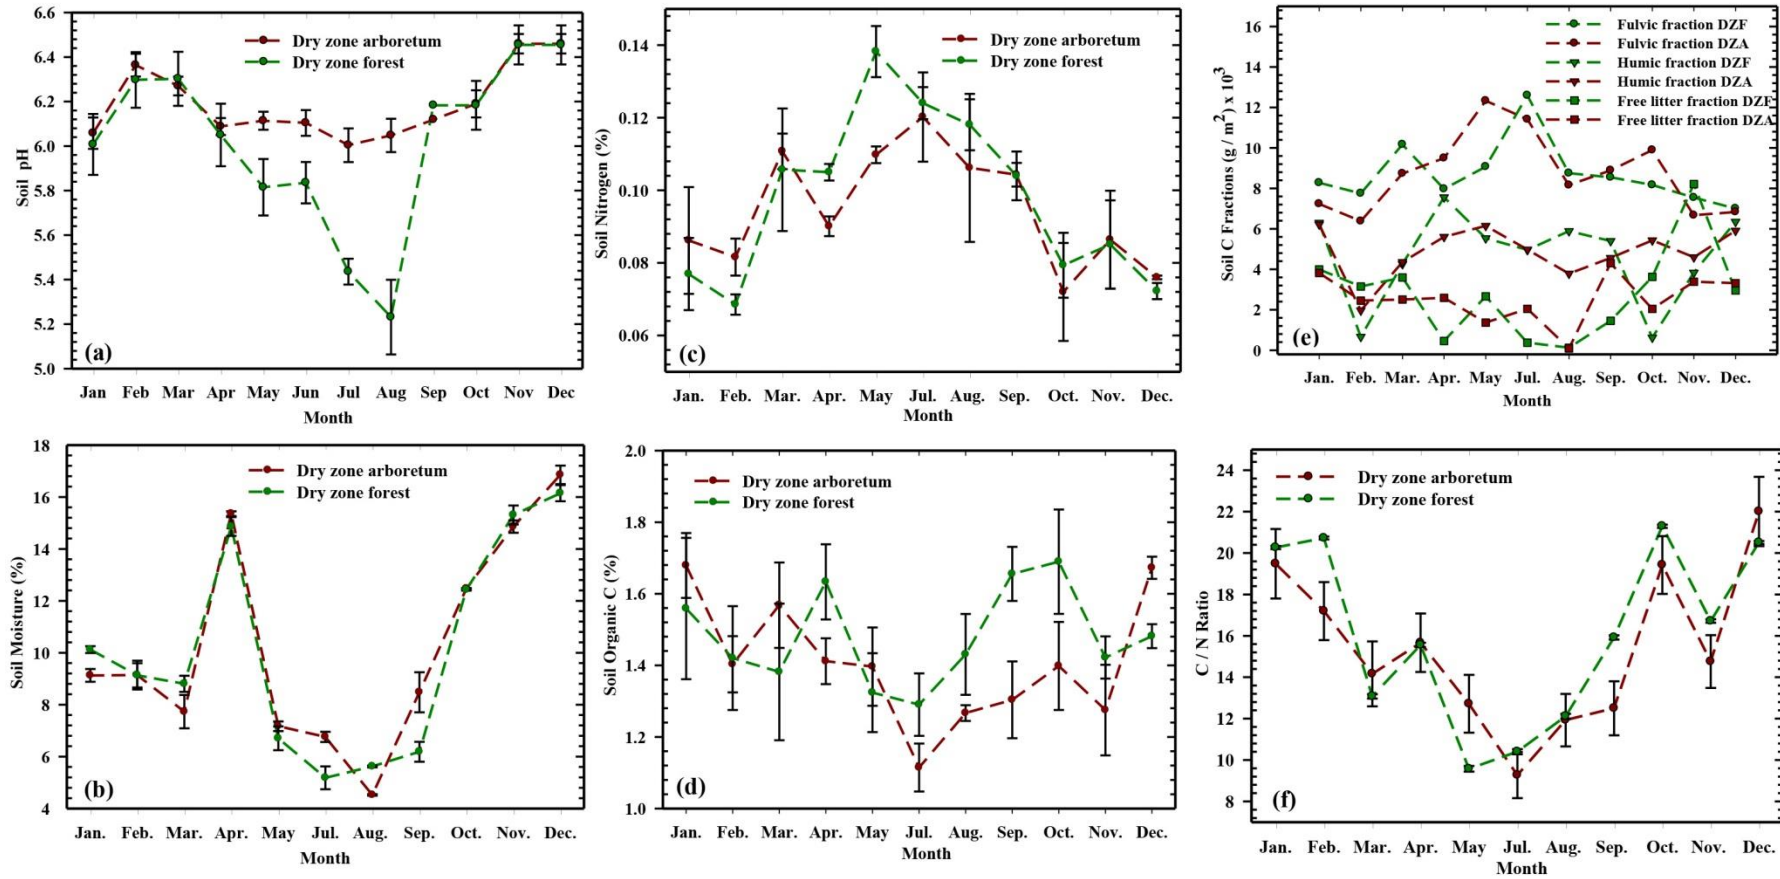 6.6
6.4
6.2
6.0
5.8
5.6
5.4
5.2
5.0
Soil pH
Dry zone arboretum
Dry zone forest
(a)
Jan Feb Mar Apr May Jun Jul Aug Sep Oct Nov Dec
Month
0.14
0.12
0.10
0.08
0.06
Soil Nitrogen (%)
Dry zone arboretum
Dry zone forest
(c)
Jan. Feb. Mar. Apr. May Jul. Aug. Sep. Oct. Nov. Dec.
Month
16
14
12
10
8
6
4
2
0
Soil C Fractions (g / m2) x 103
Fulvic fraction DZF
Fulvic fraction DZA
Humic fraction DZF
Humic fraction DZA
Free litter fraction DZF
Free litter fraction DZA
(e)
Jan. Feb. Mar. Apr. May Jul. Aug. Sep. Oct. Nov. Dec.
Month
18
16
14
12
10
8
6
4
Soil Moisture (%)
Dry zone arboretum
Dry zone forest
(b)
Jan. Feb. Mar. Apr. May Jul. Aug. Sep. Oct. Nov. Dec.
Month
2.0
1.8
1.6
1.4
1.2
1.0
Soil Organic C (%)
Dry zone arboretum
Dry zone forest
(d)
Jan. Feb. Mar. Apr. May Jul. Aug. Sep. Oct. Nov. Dec.
Month
24
22
20
18
16
14
12
10
8
C / N Ratio
Dry zone arboretum
Dry zone forest
(f)
Jan. Feb. Mar. Apr. May Jul. Aug. Sep. Oct. Nov. Dec.
Month